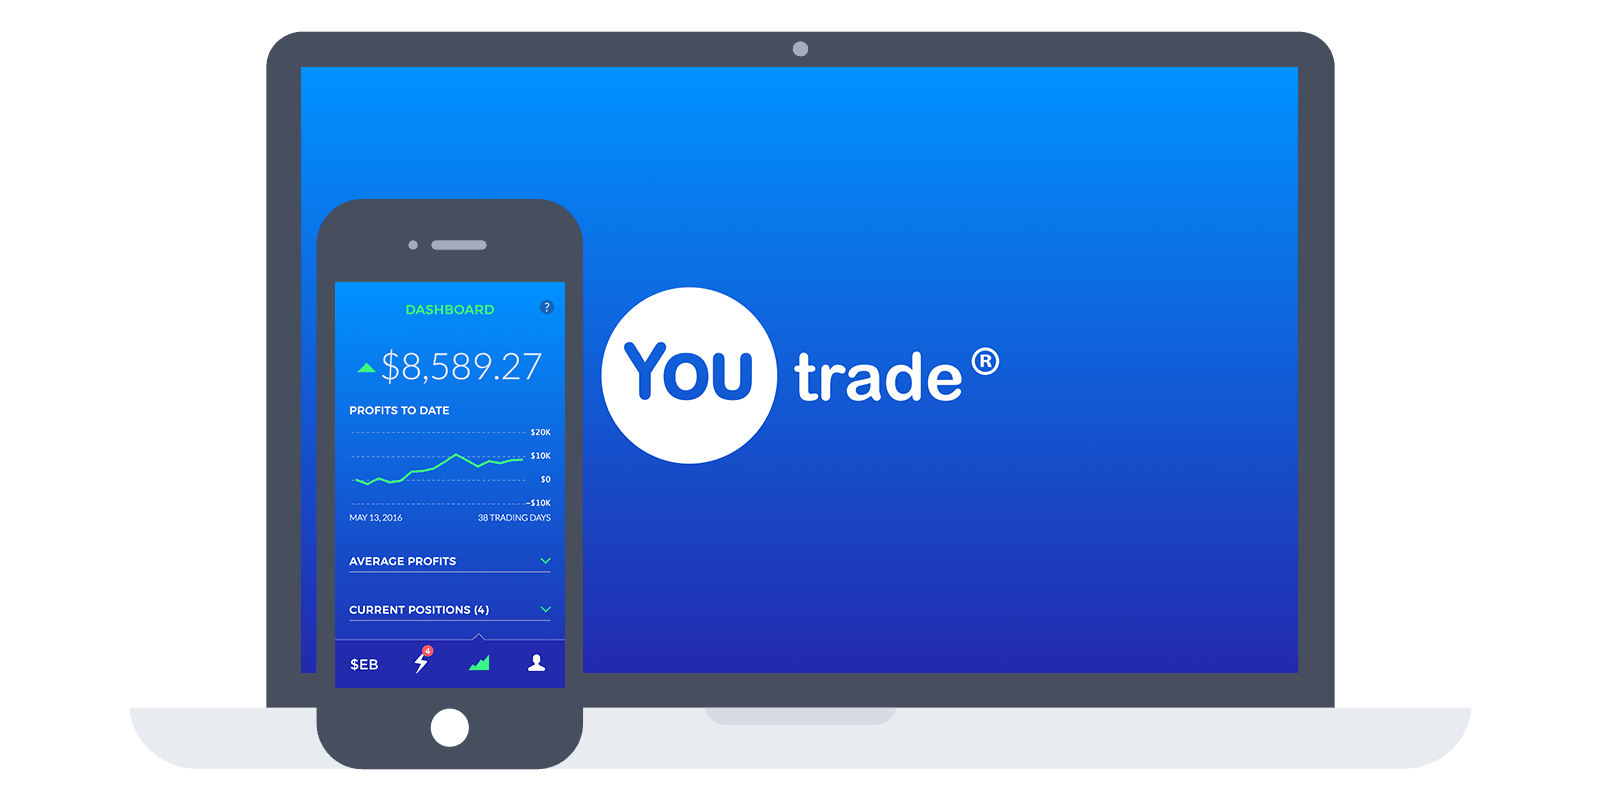 You trade ®
DASHBOARD ?
$8,589.27
PROFITS TO DATE
$20K
$10K
$0
-$10K
MAY 13, 2016 38 TRADING DAYS
AVERAGE PROFITS
CURRENT POSITIONS (4)
$EB 4